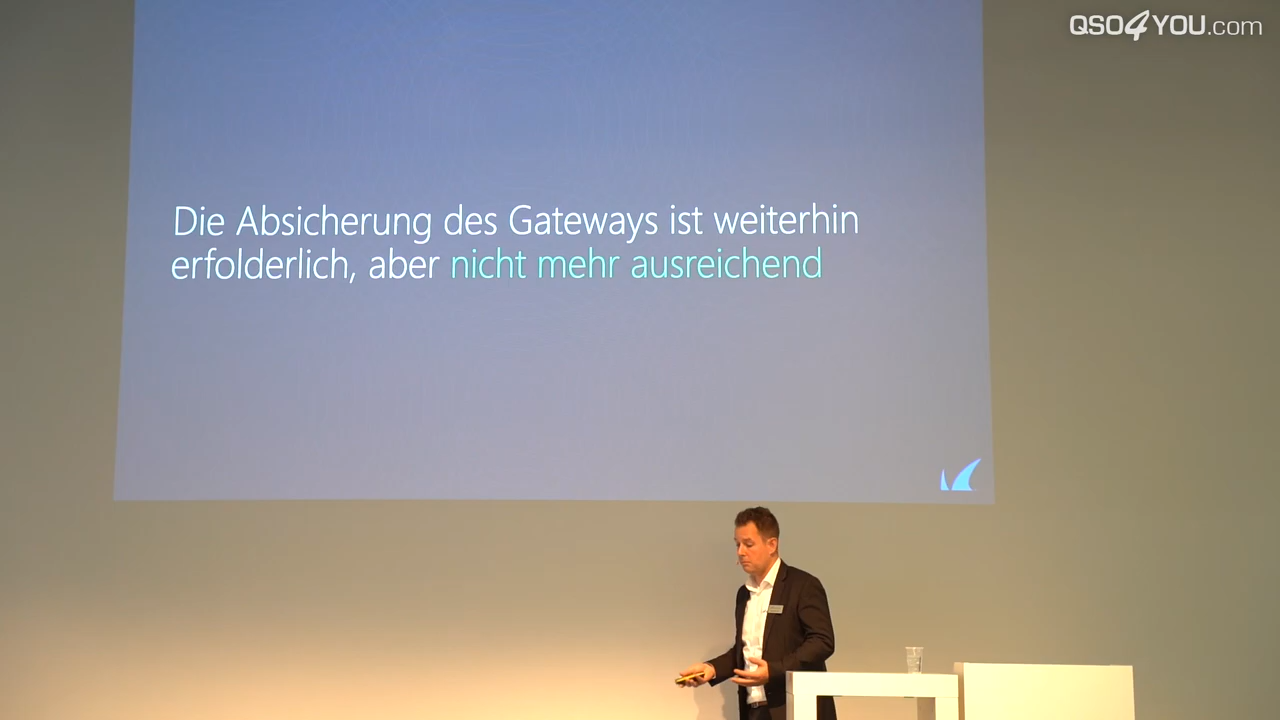 QSO4YOU.com
Die Absicherung des Gateways ist weiterhin
erfolderlich, aber nicht mehr ausreichend